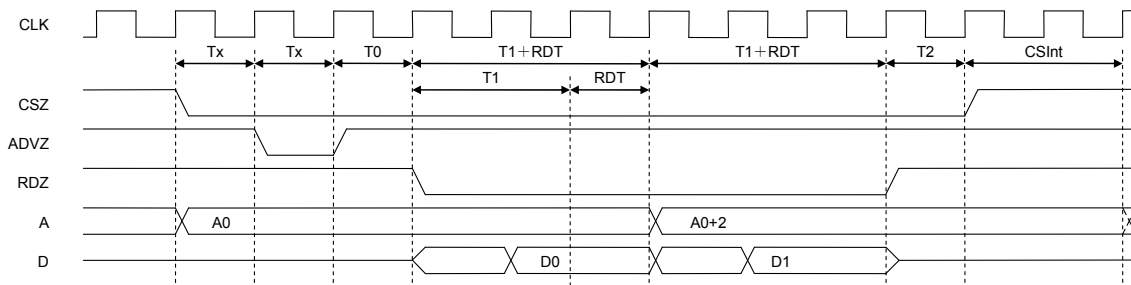 CLK
Tx Tx T0 T1+RDT T1+RDT T2 CSInt
T1 RDT
CSZ
ADVZ
RDZ
A A0 A0+2
D D0 D1